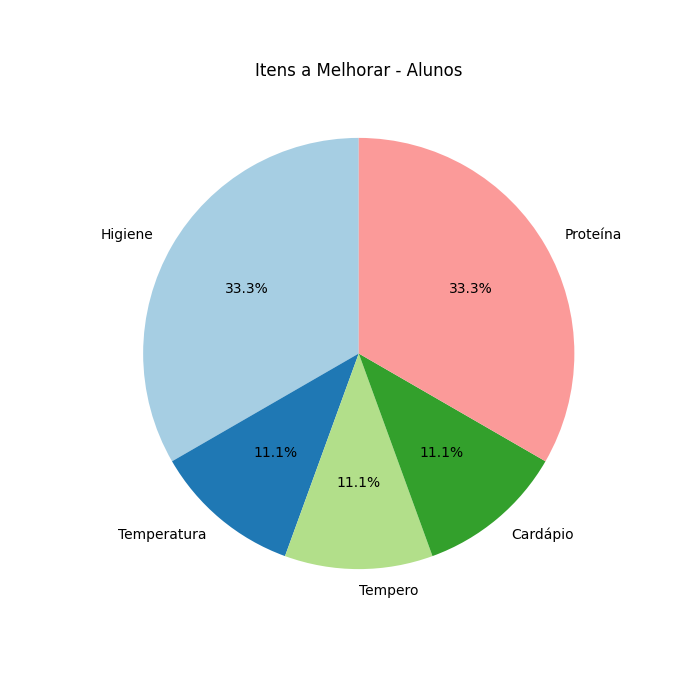 Itens a Melhorar - Alunos
Higiene
Proteína
33.3%
33.3%
11.1%
11.1%
11.1%
Temperatura
Cardápio
Tempero